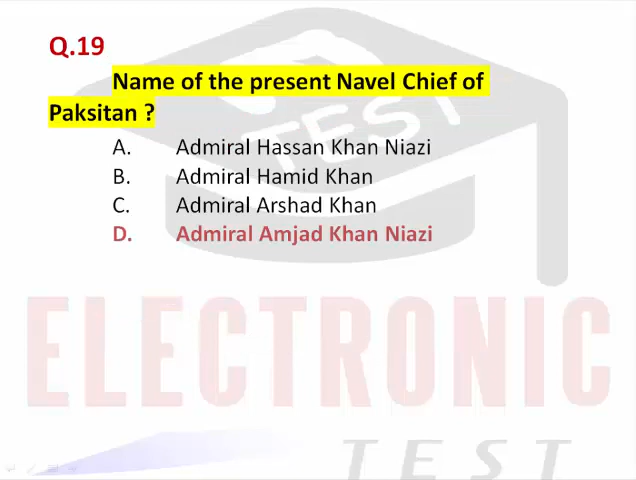 Q.19
Name of the present Navel Chief of
Paksitan ?
A. Admiral Hassan Khan Niazi
B. Admiral Hamid Khan
C. Admiral Arshad Khan
D. Admiral Amjad Khan Niazi
TEST
ELECTRONIC
TEST